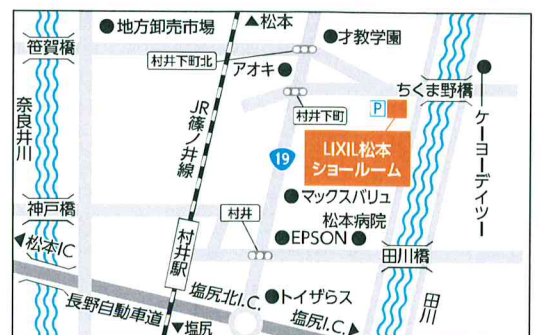 地方卸売市場
▲松本
才教学園
笹賀橋
村井下町北
アオキ
ちくま野橋
奈良井川
JR篠ノ井線
村井下町
P
ケーヨーデイツー
19
LIXIL松本
ショールーム
マックスバリュ
神戸橋
村井
松本病院
EPSON
◀松本IC
村井駅
田川橋
長野自動車道
塩尻北I.C.
トイザらス
田川
▼塩尻
塩尻I.C.▶